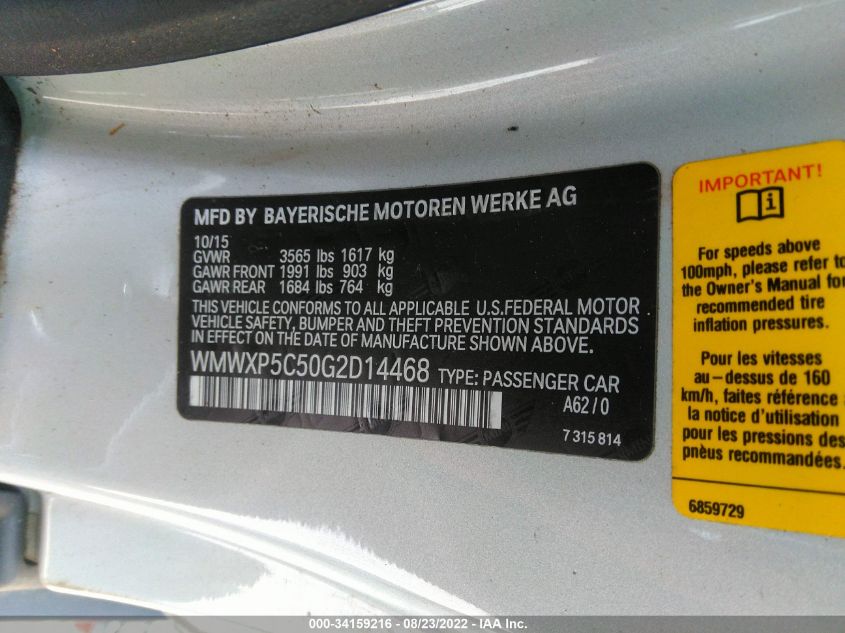 MFD BY BAYERISCHE MOTOREN WERKE AG
10/15
GVWR 3565 lbs 1617 kg
GAWR FRONT 1991 lbs 903 kg
GAWR REAR 1684 lbs 764 kg
THIS VEHICLE CONFORMS TO ALL APPLICABLE U.S.FEDERAL MOTOR
VEHICLE SAFETY, BUMPER AND THEFT PREVENTION STANDARDS
IN EFFECT ON THE DATE OF MANUFACTURE SHOWN ABOVE.
WMWXP5C50G2D14468 TYPE: PASSENGER CAR
A62/0
7 315 814
IMPORTANT!
i
For speeds above
100mph, please refer to
the Owner's Manual for
recommended tire
inflation pressures.
Pour les vitesses
au-dessus de 160
km/h, faites référence à
la notice d'utilisation
pour les pressions des
pnèus recommandées.
6859729
000-34159216 - 08/23/2022 - IAAI - Copyright IAA, Inc.